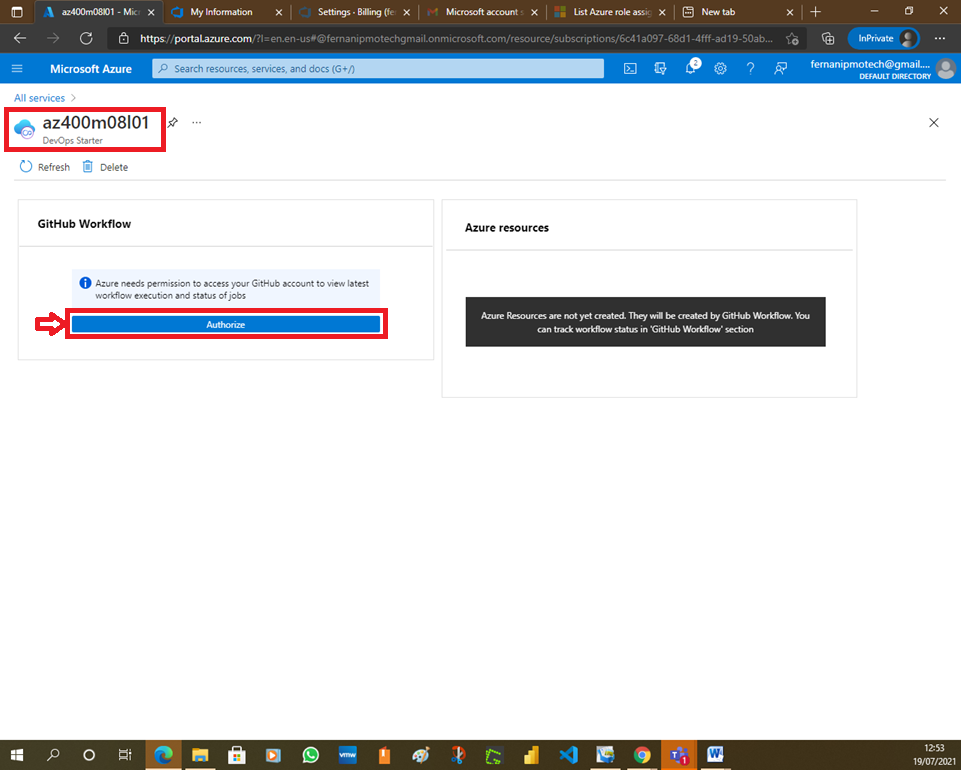 az400m08l01 - Mic
My Information
Settings · Billing (fe
Microsoft account s
List Azure role assig
New tab
https://portal.azure.com/?l=en.en-us#@fernanipmotechgmail.onmicrosoft.com/resource/subscriptions/6c41a097-68d1-4fff-ad19-50ab...
InPrivate
Microsoft Azure
Search resources, services, and docs (G+/)
2
fernanipmotech@gmail....
DEFAULT DIRECTORY
All services
az400m08l01
...
DevOps Starter
Refresh
Delete
GitHub Workflow
Azure needs permission to access your GitHub account to view latest
workflow execution and status of jobs
Authorize
Azure resources
Azure Resources are not yet created. They will be created by GitHub Workflow. You
can track workflow status in 'GitHub Workflow' section
vmw
1
12:53
19/07/2021